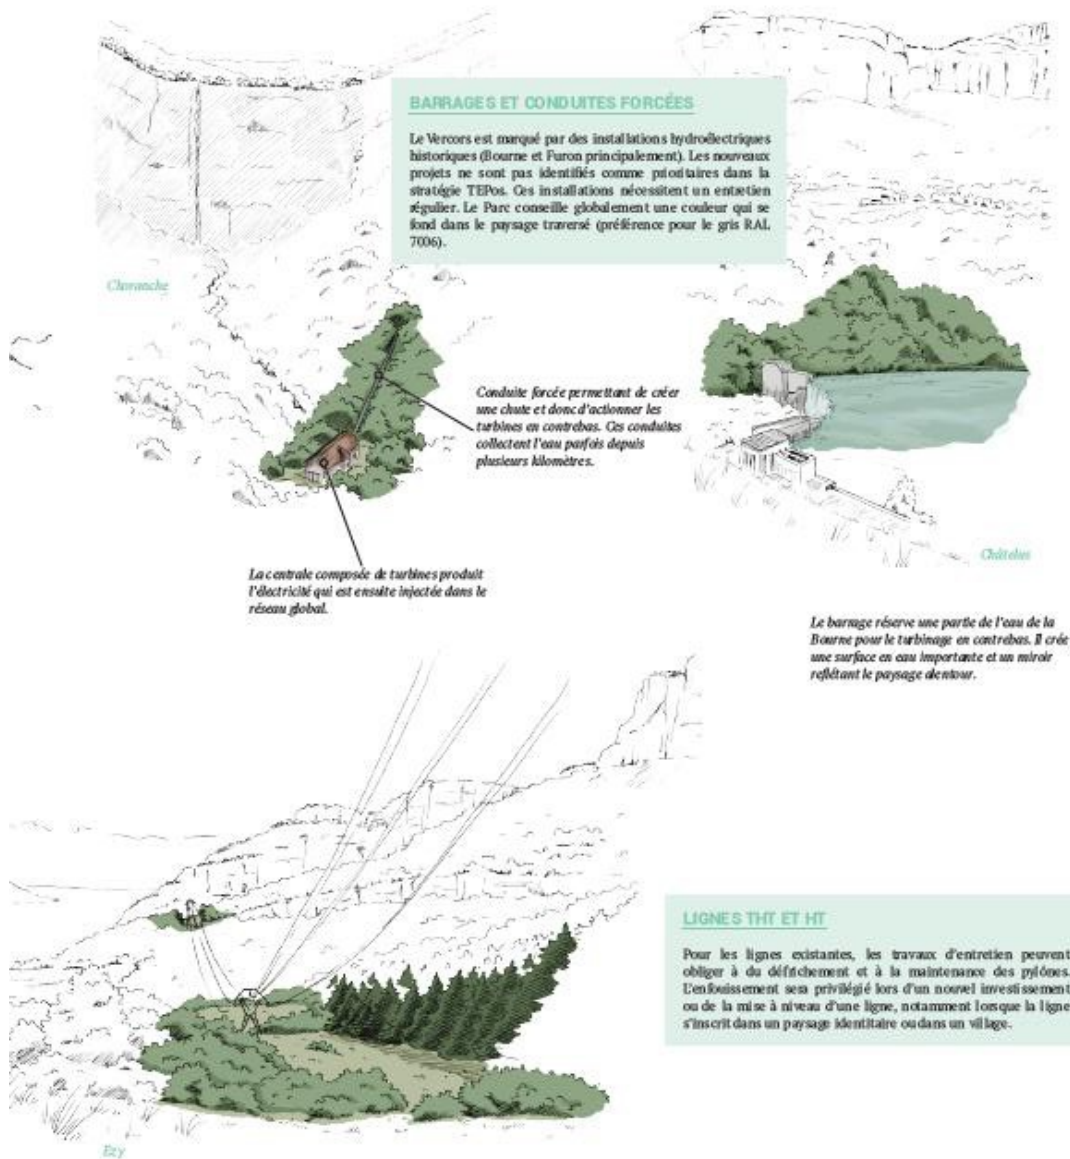 BARRAGES ET CONDUITES FORCÉES
Le Vercors est marqué par des installations hydroélectriques
historiques (Bourne et Furon principalement). Les nouveaux
projets ne sont pas identifiés comme prioritaires dans la
stratégie TEPos. Ces installations nécessitent un entretien
régulier. Le Parc conseille globalement une couleur qui se
fond dans le paysage traversé (préférence pour le gris RAL
7006).
Choranche
Conduite forcée permettant de créer
une chute et donc d'actionner les
turbines en contrebas. Ces conduites
collectent l'eau parfois depuis
plusieurs kilomètres.
Châtelus
La centrale composée de turbines produit
l'électricité qui est ensuite injectée dans le
réseau global.
Le barrage réserve une partie de l'eau de la
Bourne pour le turbinage en contrebas. Il crée
une surface en eau importante et un miroir
reflétant le paysage alentour.
LIGNES THT ET HT
Pour les lignes existantes, les travaux d'entretien peuvent
obliger à du défrichement et à la maintenance des pylônes.
L'enfouissement sera privilégié lors d'un nouvel investissement
ou de la mise à niveau d'une ligne, notamment lorsque la ligne
s'inscrit dans un paysage identitaire ou dans un village.
Ezy